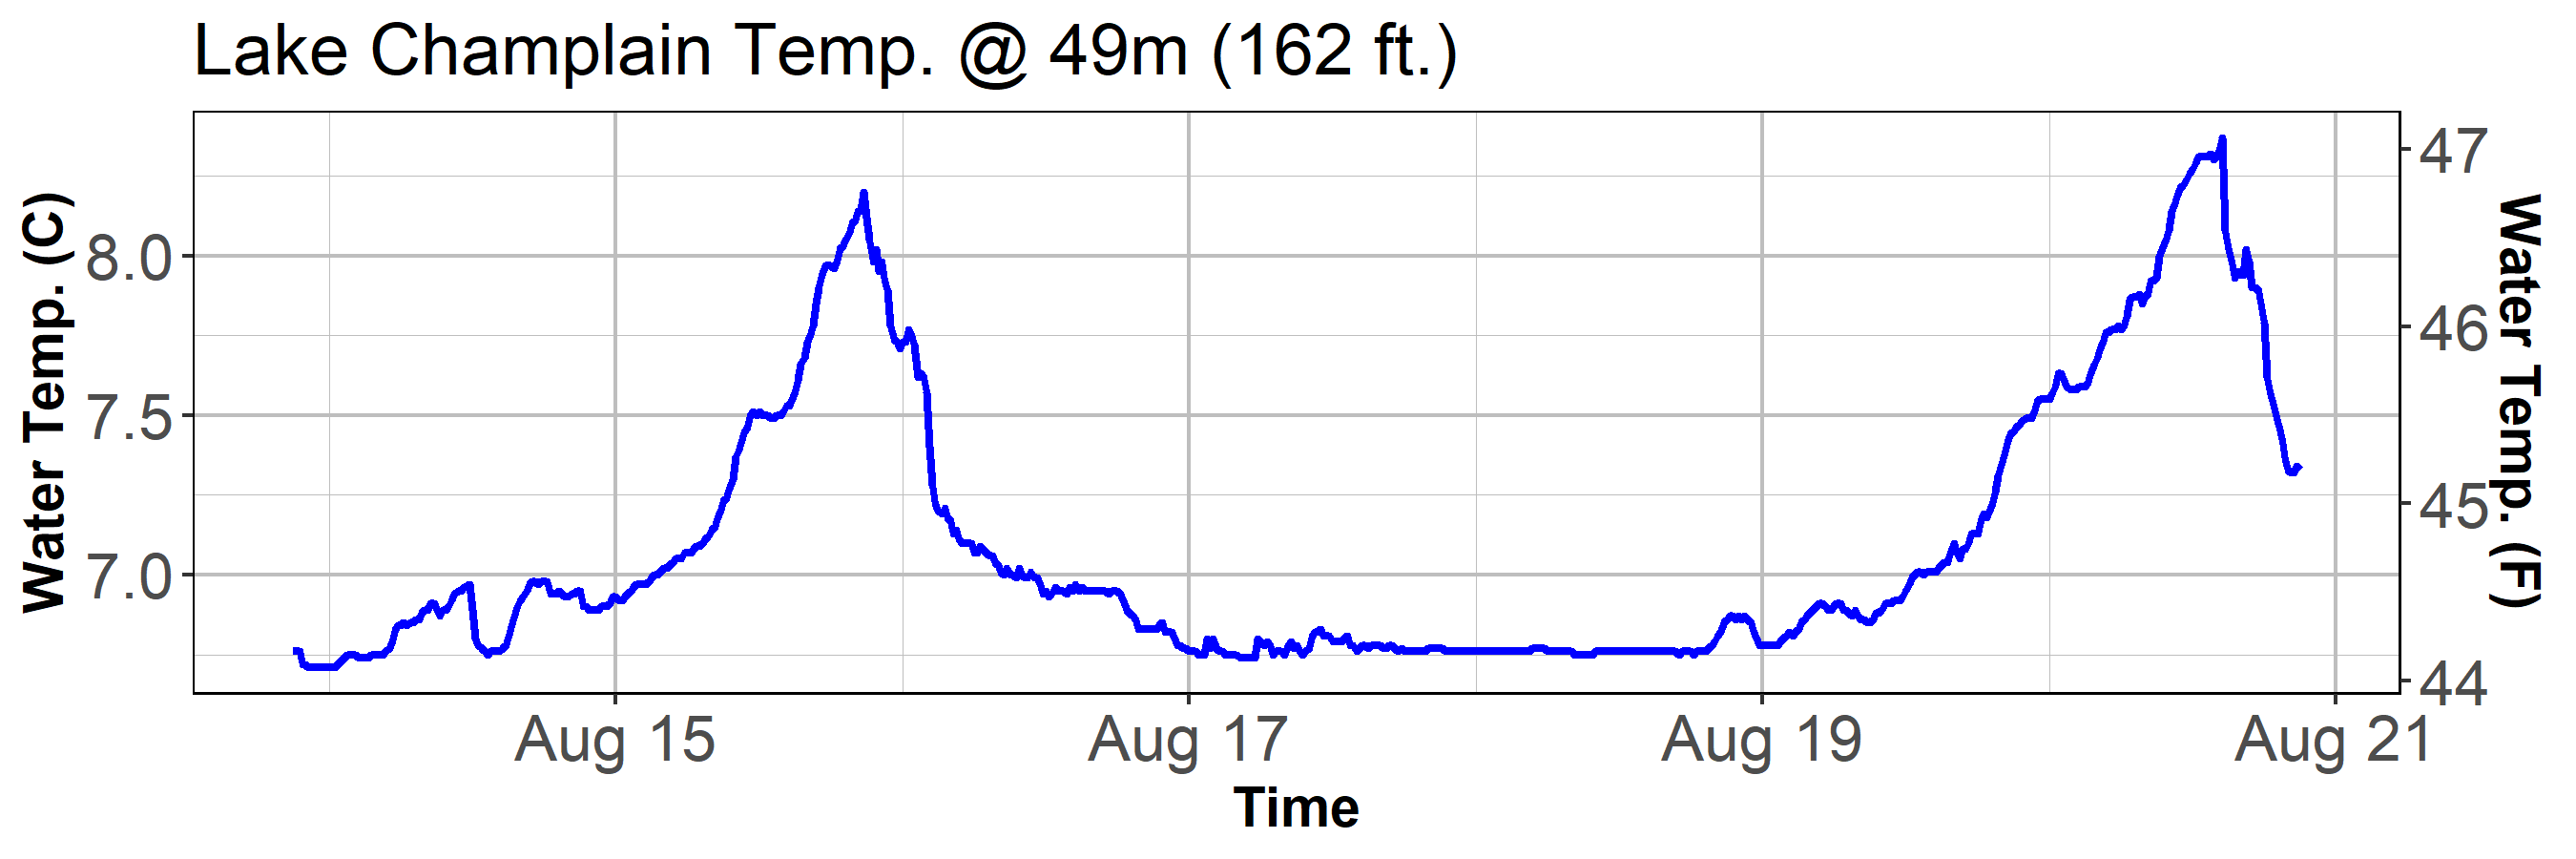 Lake Champlain Temp. @ 49m (162 ft.)
Water Temp. (C)
8.0
7.5
7.0
47
46
45
44
Water Temp. (F)
Aug 15
Aug 17
Aug 19
Aug 21
Time